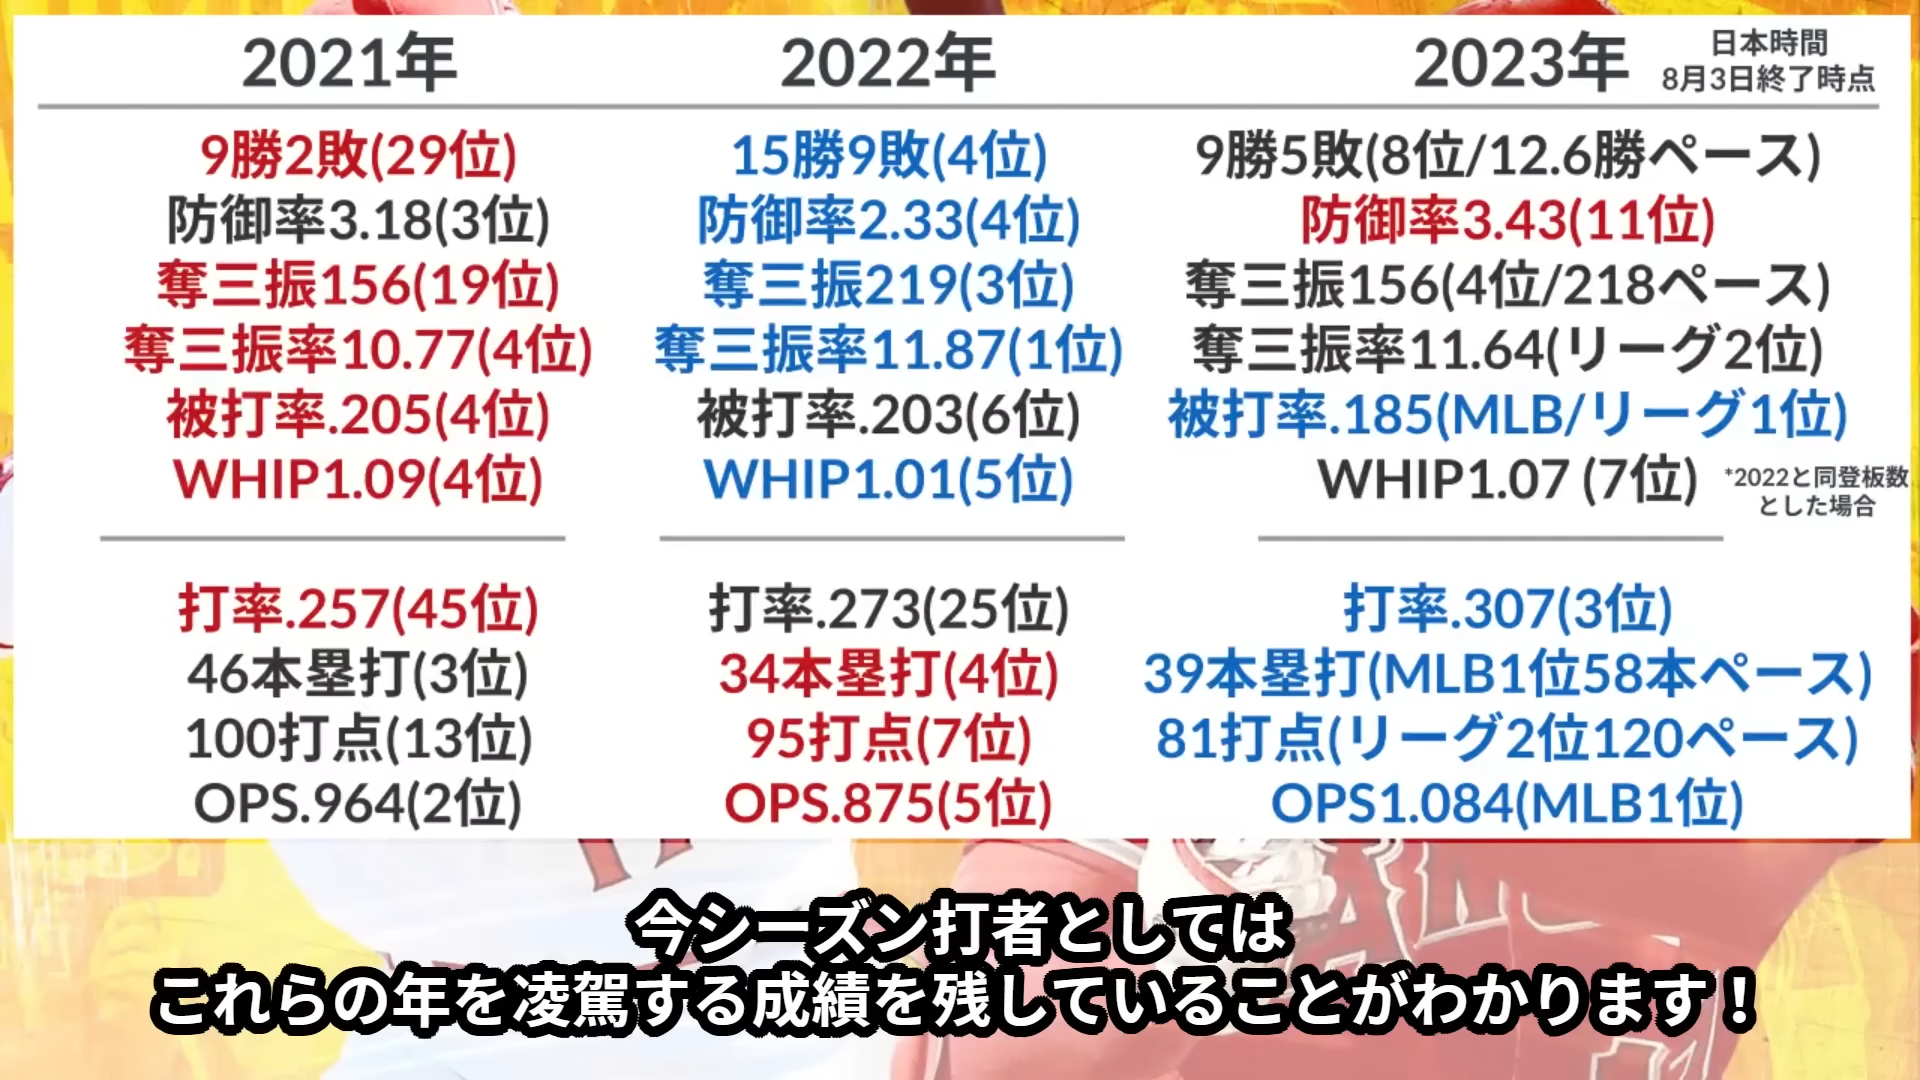 2021年
2022年
2023年
日本時間
8月3日終了時点
9勝2敗(29位)
防御率3.18(3位)
奪三振156(19位)
奪三振率10.77(4位)
被打率.205(4位)
WHIP1.09(4位)
打率.257(45位)
46本塁打(3位)
100打点(13位)
OPS.964(2位)
15勝9敗(4位)
防御率2.33(4位)
奪三振219(3位)
奪三振率11.87(1位)
被打率.203(6位)
WHIP1.01(5位)
打率.273(25位)
34本塁打(4位)
95打点(7位)
OPS.875(5位)
9勝5敗(8位/12.6勝ペース)
防御率3.43(11位)
奪三振156(4位/218ペース)
奪三振率11.64(リーグ2位)
被打率.185(MLB/リーグ1位)
WHIP1.07 (7位)
*2022と同登板数
とした場合
打率.307(3位)
39本塁打(MLB1位58本ペース)
81打点(リーグ2位120ペース)
OPS1.084(MLB1位)
今シーズン打者としては
これらの年を凌駕する成績を残していることがわかります！